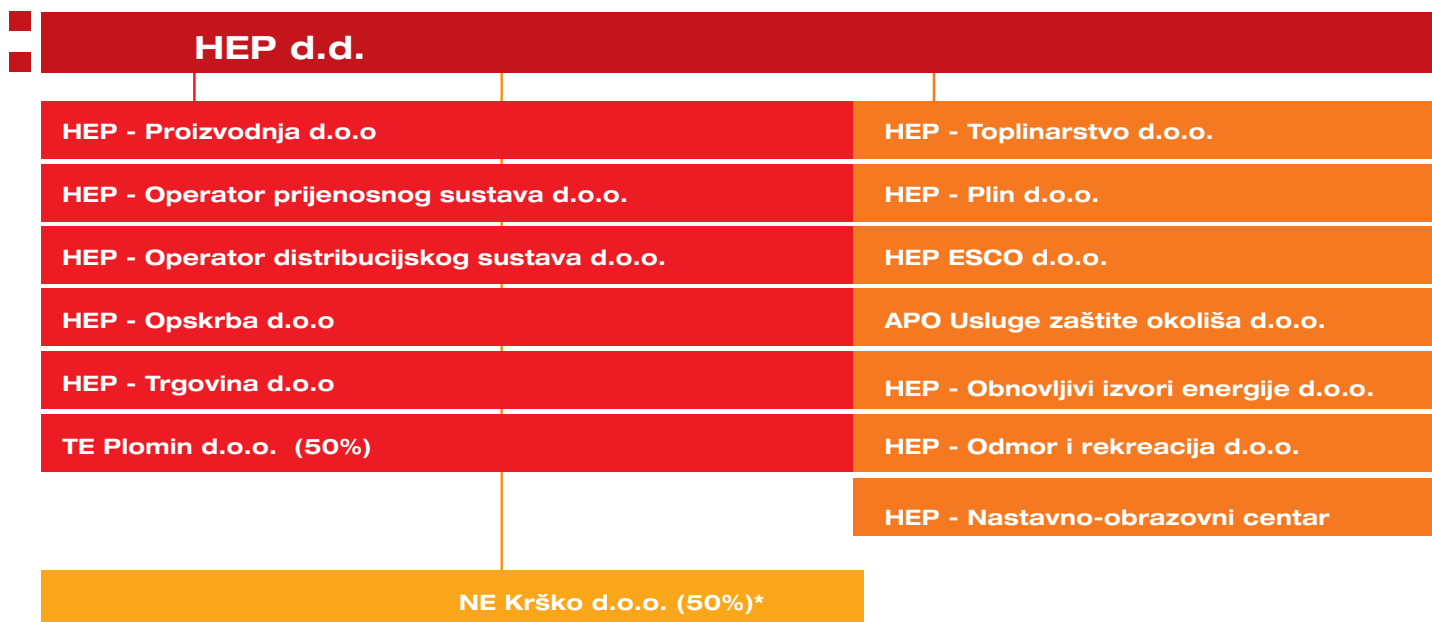 HEP d.d.
HEP - Proizvodnja d.o.o
HEP - Operator prijenosnog sustava d.o.o.
HEP - Operator distribucijskog sustava d.o.o.
HEP - Opskrba d.o.o
HEP - Trgovina d.o.o
TE Plomin d.o.o. (50%)
HEP - Toplinarstvo d.o.o.
HEP - Plin d.o.o.
HEP ESCO d.o.o.
APO Usluge zaštite okoliša d.o.o.
HEP - Obnovljivi izvori energije d.o.o.
HEP - Odmor i rekreacija d.o.o.
HEP - Nastavno-obrazovni centar
NE Krško d.o.o. (50%)*